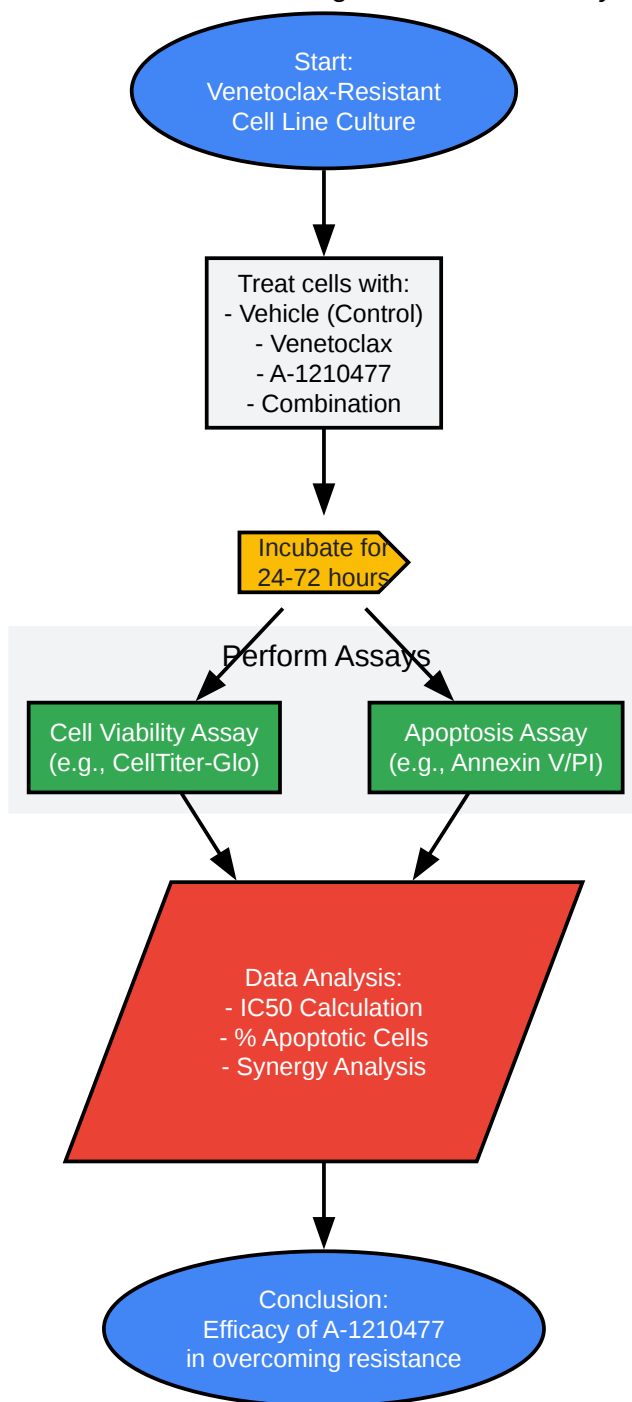 Start:
Venetoclax-Resistant
Cell Line Culture
Treat cells with:
- Vehicle (Control)
- Venetoclax
- A-1210477
- Combination
Incubate for
24-72 hours
Perform Assays
Cell Viability Assay
(e.g., CellTiter-Glo)
Apoptosis Assay
(e.g., Annexin V/PI)
Data Analysis:
- IC50 Calculation
- % Apoptotic Cells
- Synergy Analysis
Conclusion:
Efficacy of A-1210477
in overcoming resistance